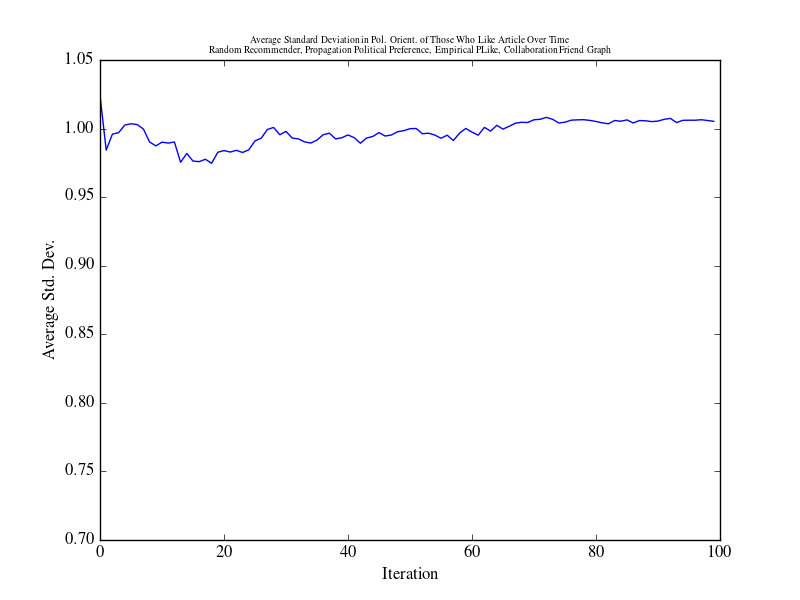 Average Standard Deviation in Pol. Orient. of Those Who Like Article Over Time
Random Recommender, Propagation Political Preference, Empirical PLike, Collaboration Friend Graph
1.05
1.00
0.95
0.90
0.85
0.80
0.75
0.70
Average Std. Dev.
0 20 40 60 80 100
Iteration